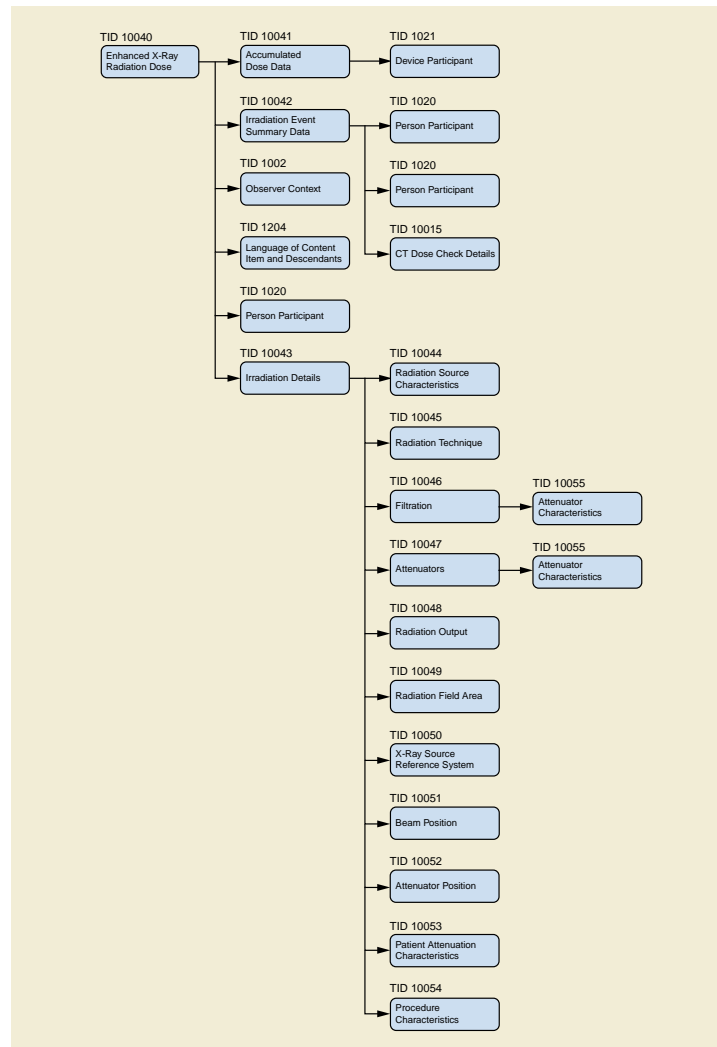 TID 10040
Enhanced X-Ray
Radiation Dose
TID 10041
Accumulated
Dose Data
TID 1021
Device Participant
TID 10042
Irradiation Event
Summary Data
TID 1020
Person Participant
TID 1002
Observer Context
TID 1020
Person Participant
TID 1204
Language of Content
Item and Descendants
TID 10015
CT Dose Check Details
TID 1020
Person Participant
TID 10043
Irradiation Details
TID 10044
Radiation Source
Characteristics
TID 10045
Radiation Technique
TID 10046
Filtration
TID 10055
Attenuator
Characteristics
TID 10047
Attenuators
TID 10055
Attenuator
Characteristics
TID 10048
Radiation Output
TID 10049
Radiation Field Area
TID 10050
X-Ray Source
Reference System
TID 10051
Beam Position
TID 10052
Attenuator Position
TID 10053
Patient Attenuation
Characteristics
TID 10054
Procedure
Characteristics